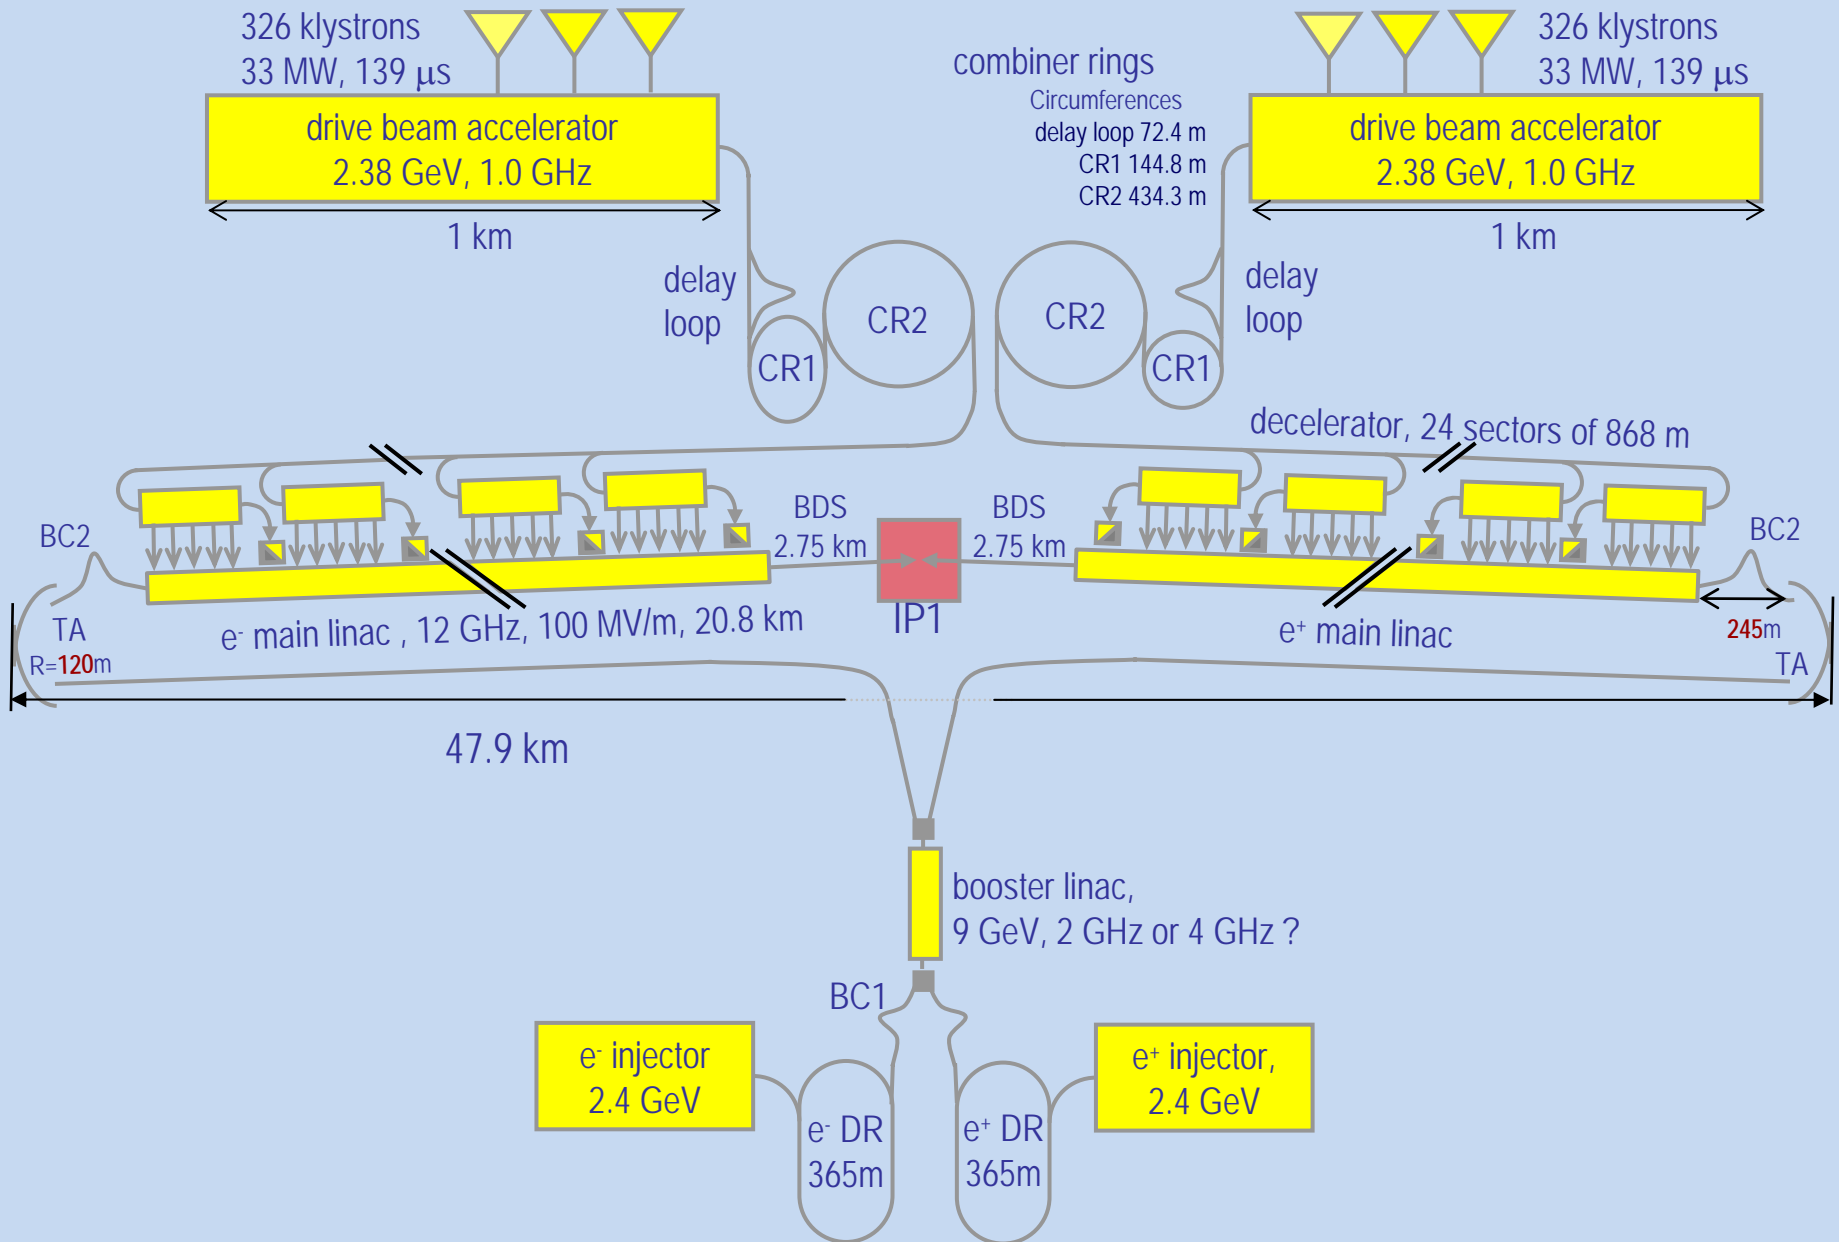 326 klystrons
33 MW, 139 μs
drive beam accelerator
2.38 GeV, 1.0 GHz
1 km
combiner rings
Circumferences
delay loop 72.4 m
CR1 144.8 m
CR2 434.3 m
326 klystrons
33 MW, 139 μs
drive beam accelerator
2.38 GeV, 1.0 GHz
1 km
delay
loop
CR1
CR2
CR2
CR1
delay
loop
decelerator, 24 sectors of 868 m
BC2
BDS
2.75 km
BDS
2.75 km
BC2
TA
R=120m
e⁻ main linac , 12 GHz, 100 MV/m, 20.8 km
IP1
e⁺ main linac
245m
TA
47.9 km
booster linac,
9 GeV, 2 GHz or 4 GHz ?
BC1
e⁻ injector
2.4 GeV
e⁻ DR
365m
e⁺ DR
365m
e⁺ injector,
2.4 GeV